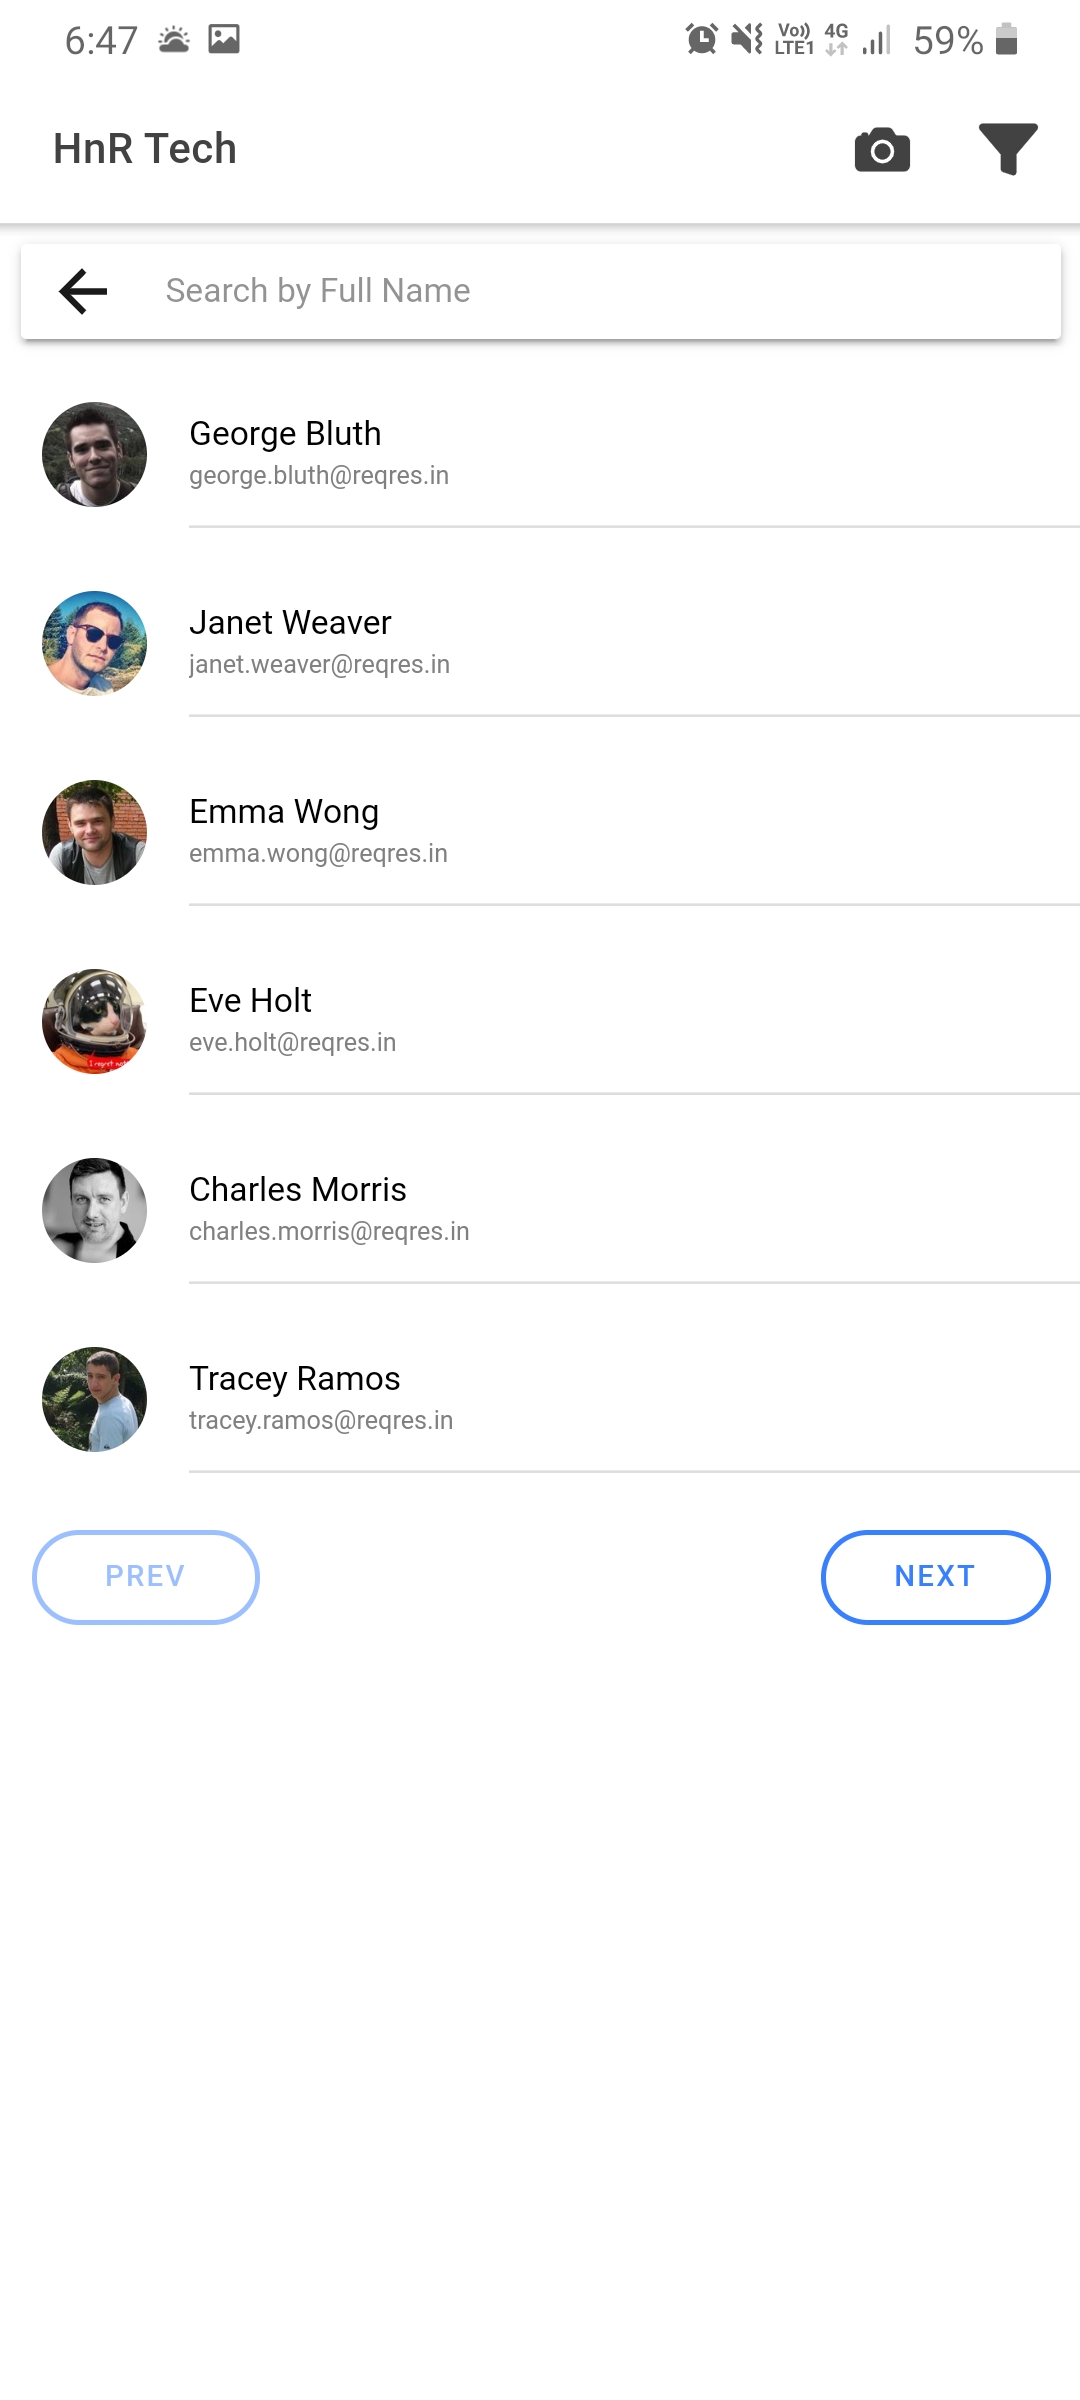 6:47
Vo)) LTE1 4G 59%
HnR Tech
Search by Full Name
George Bluth
george.bluth@reqres.in
Janet Weaver
janet.weaver@reqres.in
Emma Wong
emma.wong@reqres.in
Eve Holt
eve.holt@reqres.in
I regret
Charles Morris
charles.morris@reqres.in
Tracey Ramos
tracey.ramos@reqres.in
PREV
NEXT